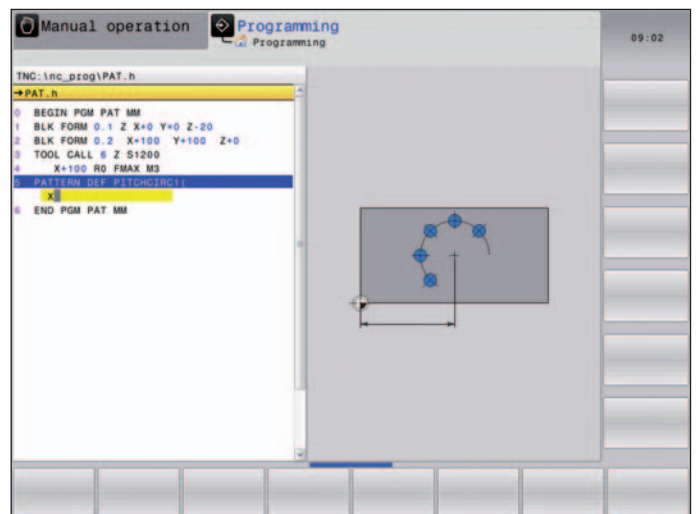 Manual operation
Programming
Programming
09:02
TNC:\nc_prog\PAT.h
→PAT.h
0 BEGIN PGM PAT MM
1 BLK FORM 0.1 Z X+0 Y+0 Z-20
2 BLK FORM 0.2 X+100 Y+100 Z+0
3 TOOL CALL 6 Z S1200
4 X+100 R0 FMAX M3
5 PATTERN DEF PITCHCIRC1(
X
6 END PGM PAT MM